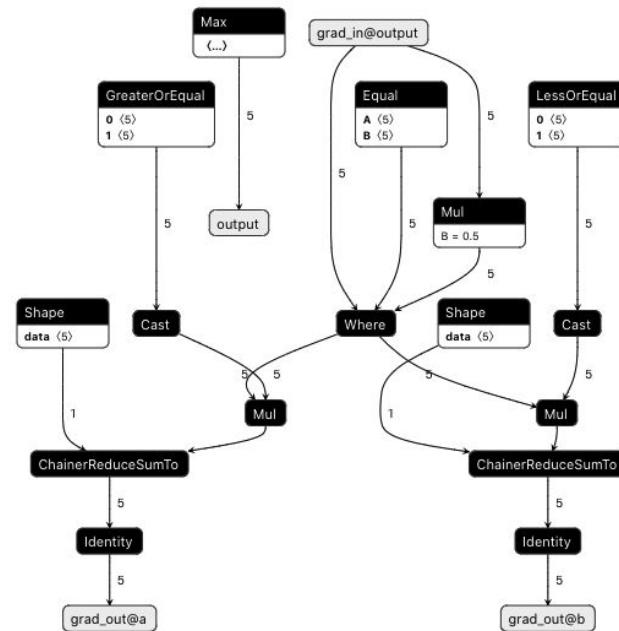 Max
⟨...⟩
grad_in@output
GreaterOrEqual
0 ⟨5⟩
1 ⟨5⟩
5
Equal
A ⟨5⟩
B ⟨5⟩
LessOrEqual
0 ⟨5⟩
1 ⟨5⟩
5
5
Mul
B = 0.5
output
5
5
5
5
5
Shape
data ⟨5⟩
Cast
Where
Shape
data ⟨5⟩
Cast
5
5
5
5
1
Mul
1
Mul
ChainerReduceSumTo
ChainerReduceSumTo
5
5
Identity
Identity
5
5
grad_out@a
grad_out@b